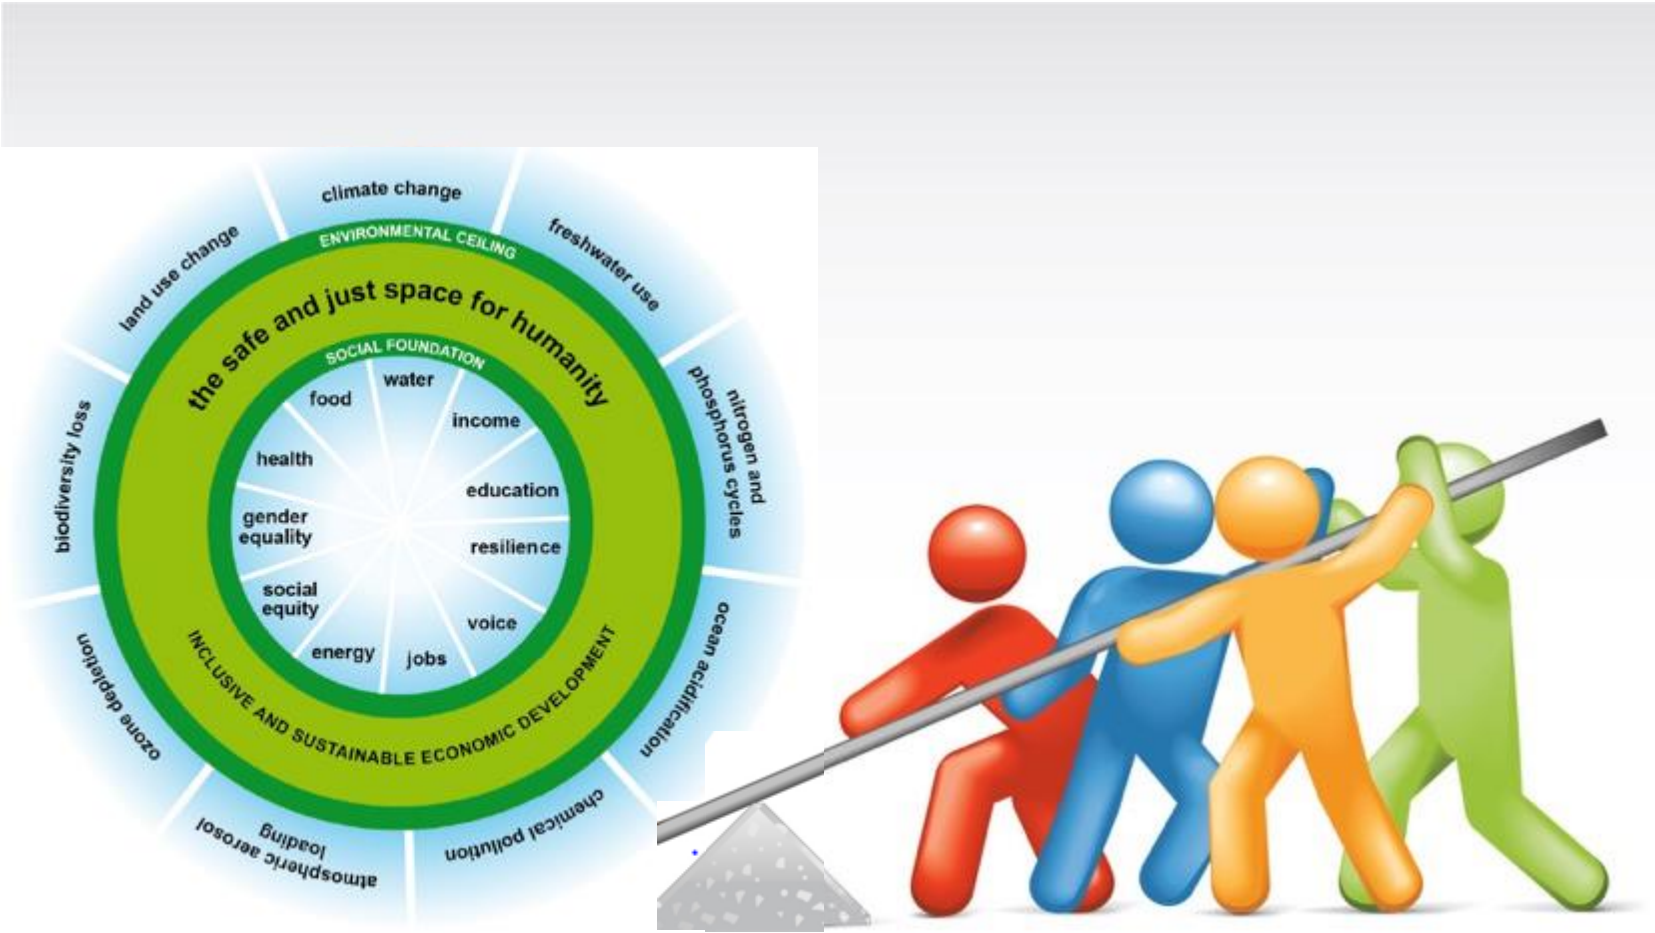 climate change
freshwater use
nitrogen and
phosphorus cycles
ocean acidification
chemical pollution
atmospheric aerosol
loading
ozone depletion
biodiversity loss
land use change
ENVIRONMENTAL CEILING
the safe and just space for humanity
SOCIAL FOUNDATION
water
income
education
resilience
voice
jobs
energy
social
equity
gender
equality
health
food
INCLUSIVE AND SUSTAINABLE ECONOMIC DEVELOPMENT